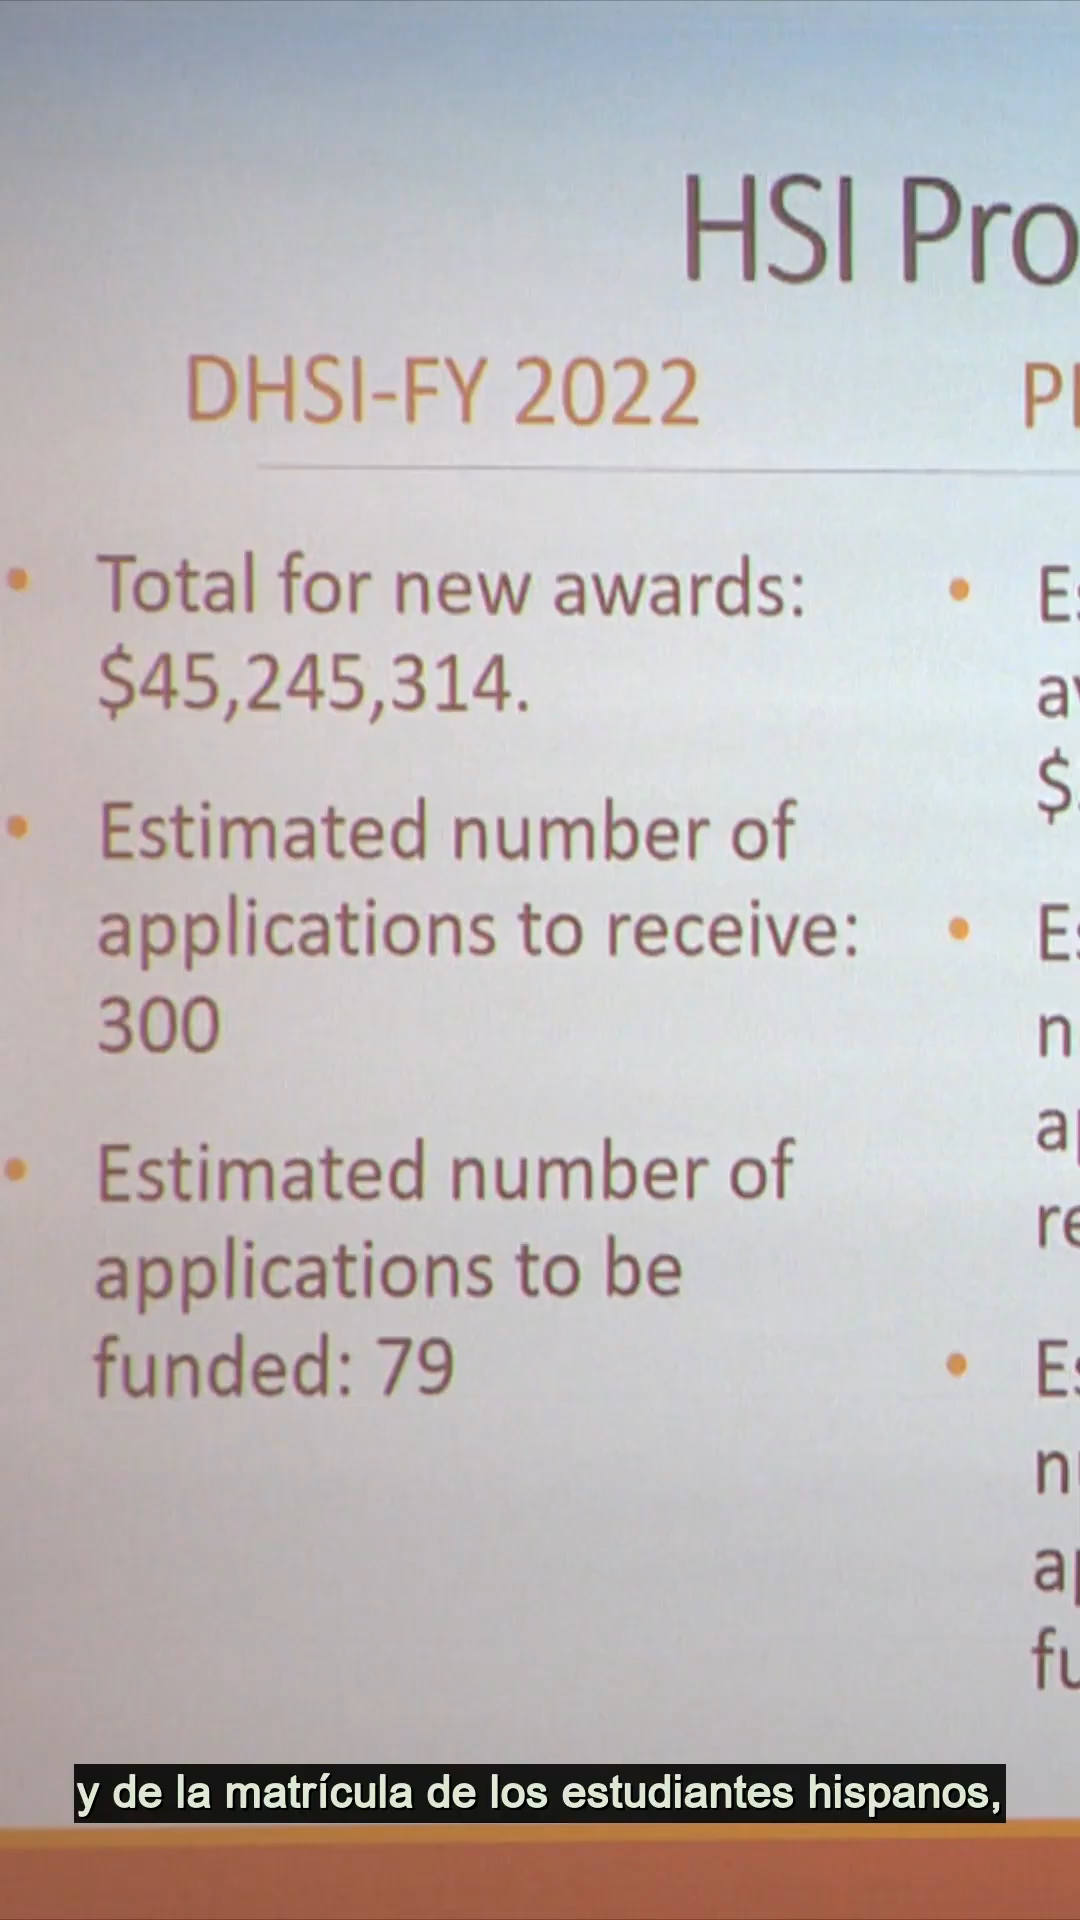 HSI Pro
DHSI-FY 2022
Total for new awards:
$45,245,314.
Estimated number of
applications to receive:
300
Estimated number of
applications to be
funded: 79
y de la matrícula de los estudiantes hispanos,